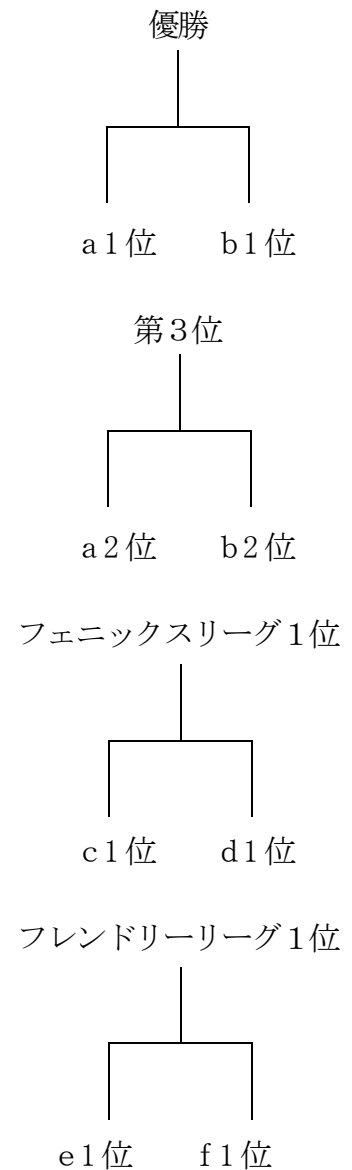 優勝
a1位 b1位
第3位
a2位 b2位
フェニックスリーグ1位
c1位 d1位
フレンドリーリーグ1位
e1位 f1位